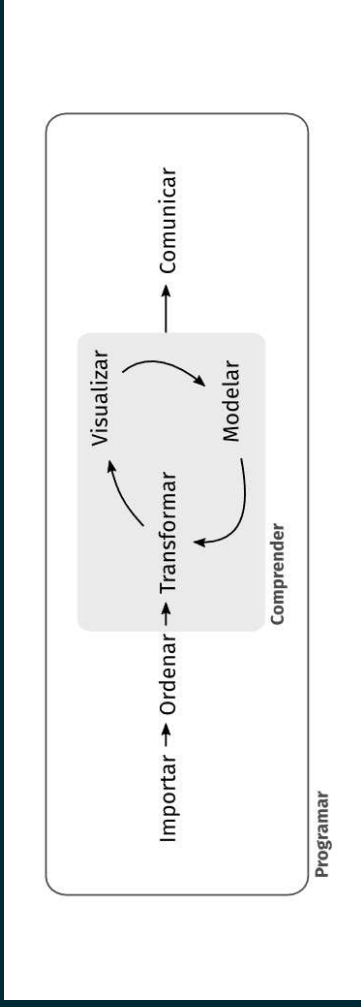 Importar → Ordenar → Transformar
Visualizar
Modelar
Comunicar
Comprender
Programar